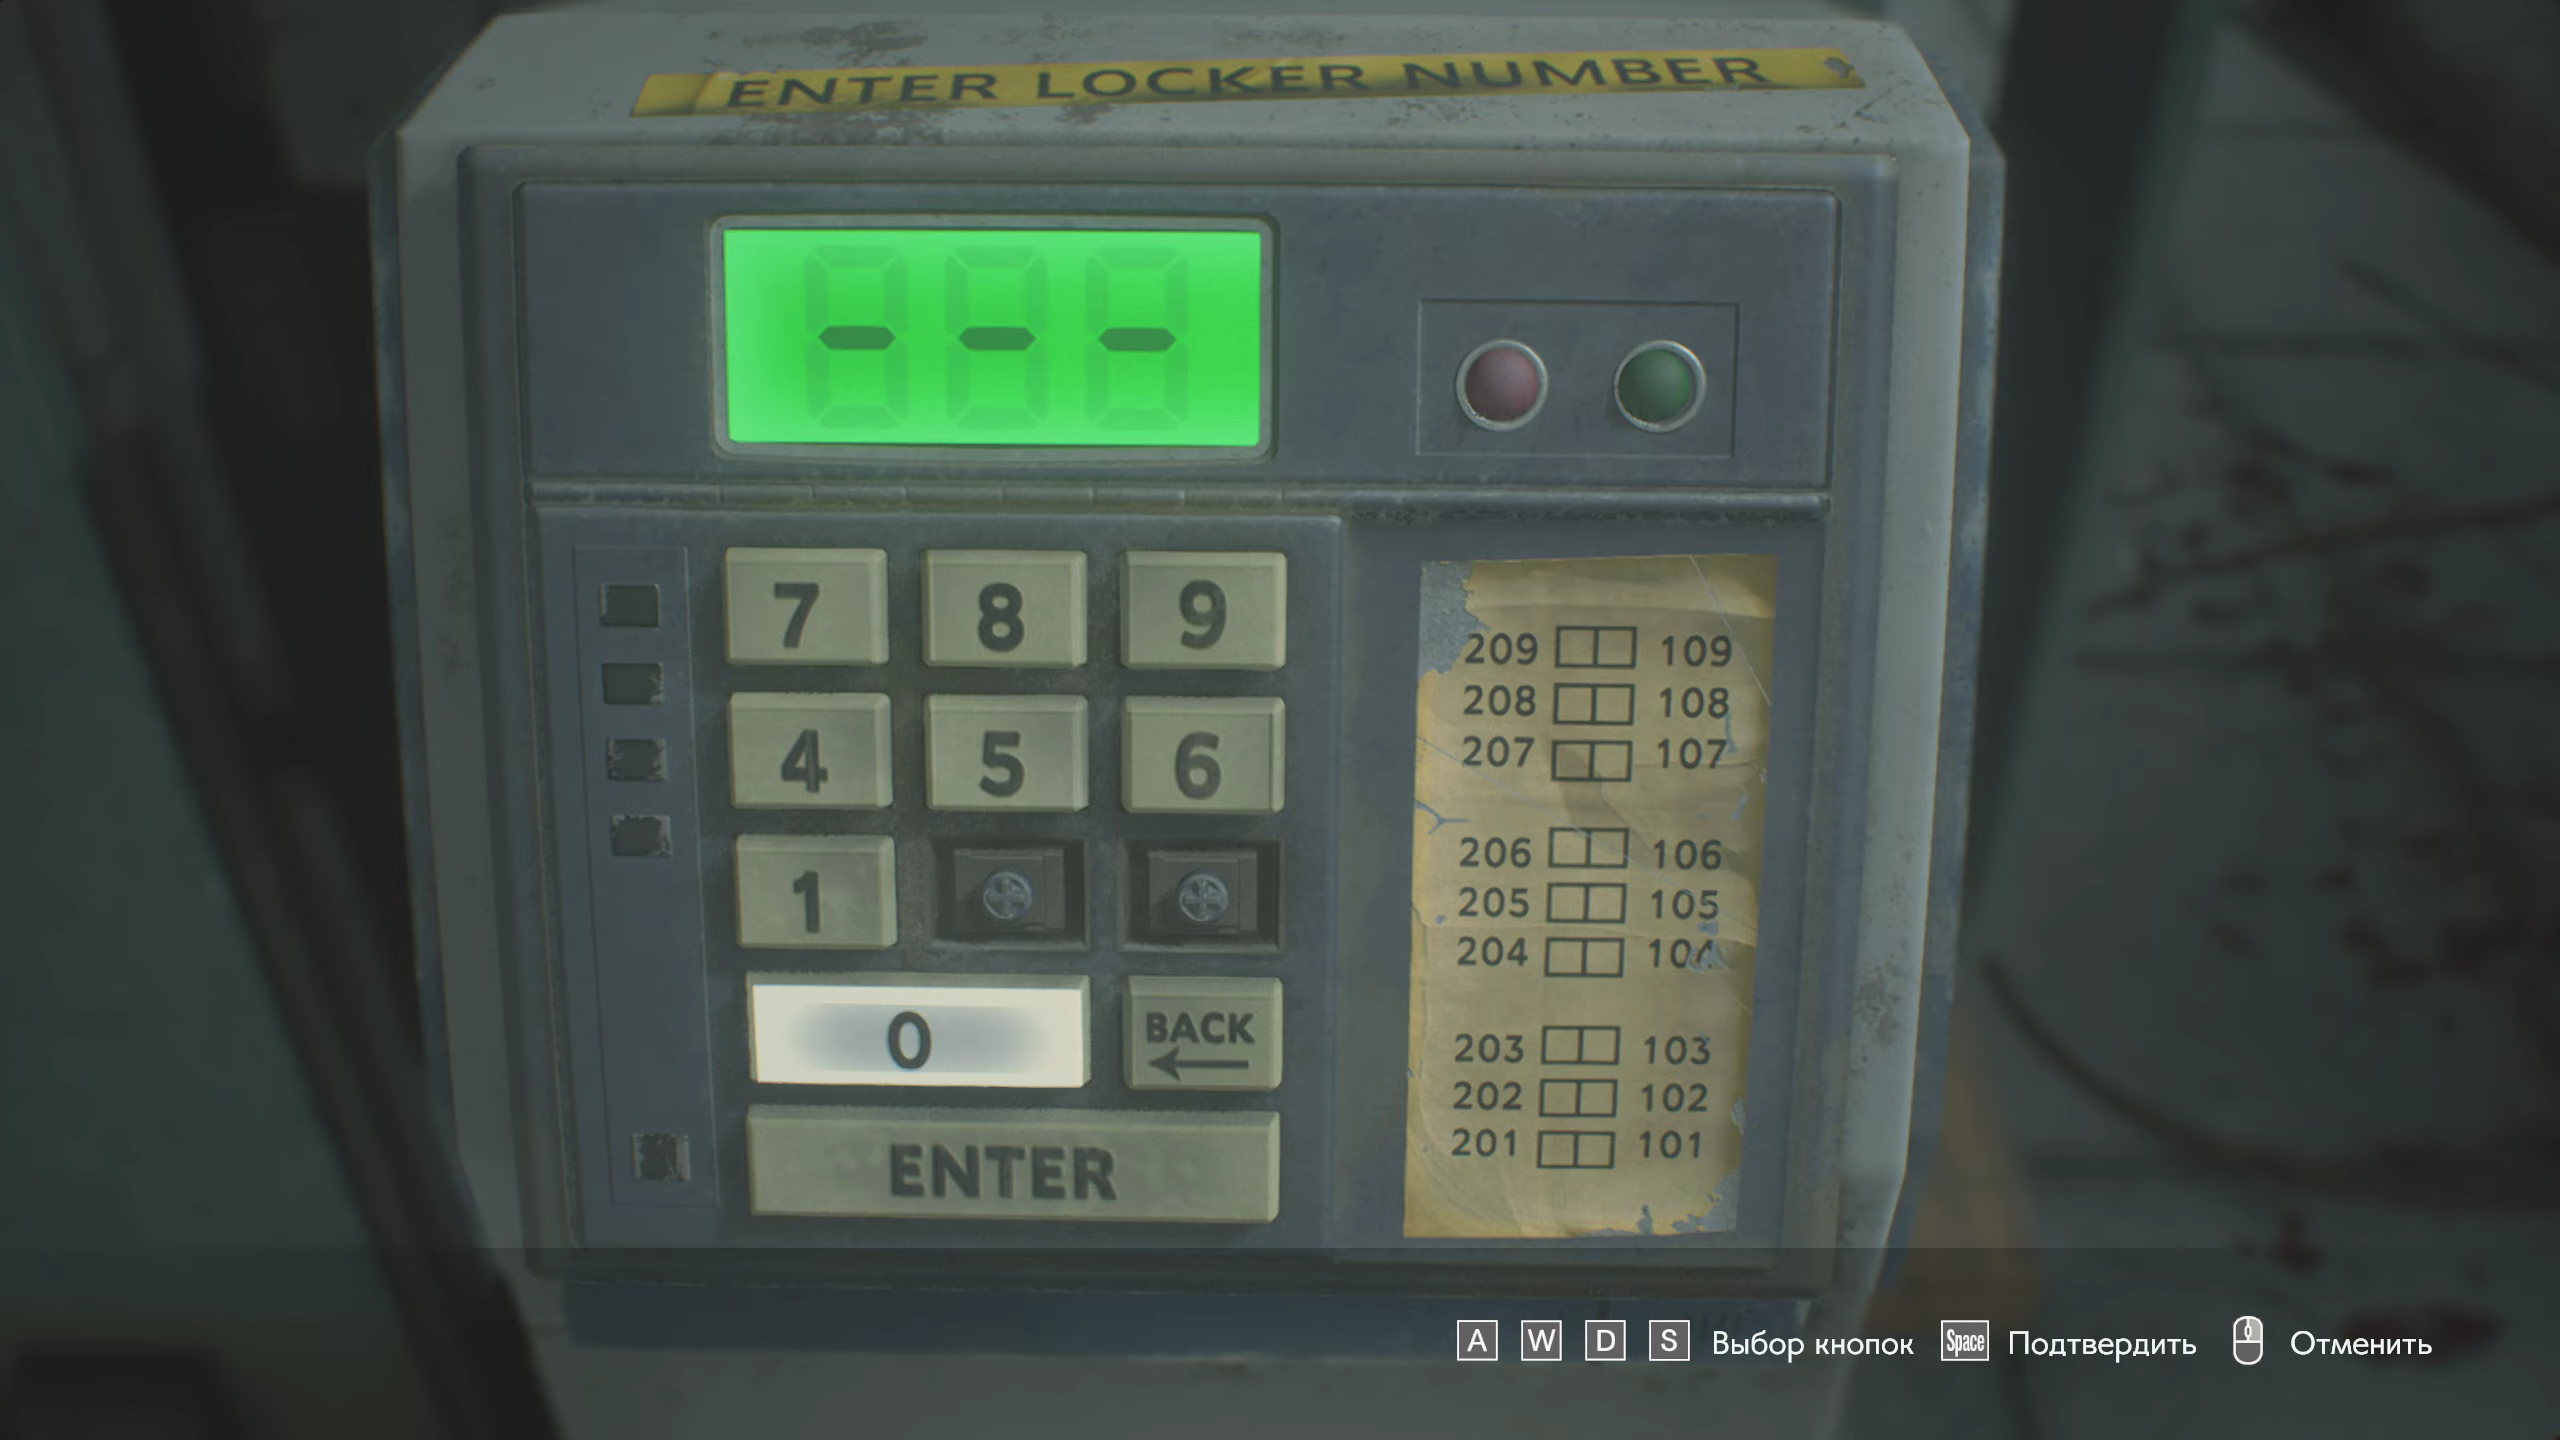 ENTER LOCKER NUMBER
7 8 9
4 5 6
1
0 BACK
ENTER
209 109
208 108
207 107
206 106
205 105
204 104
203 103
202 102
201 101
A W D S Выбор кнопок Space Подтвердить Отменить